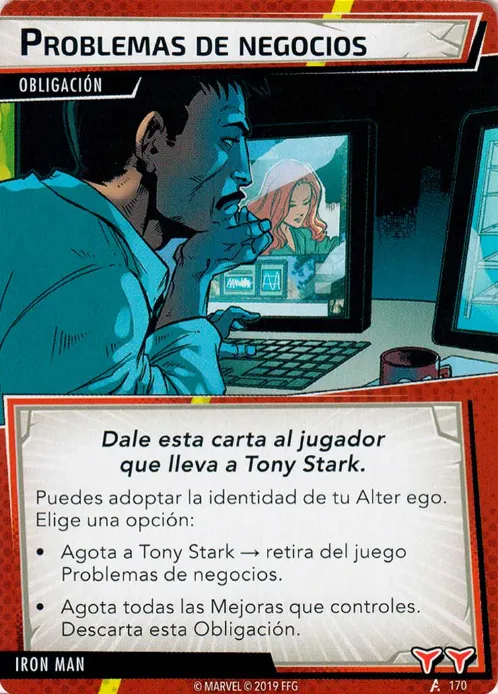 PROBLEMAS DE NEGOCIOS
OBLIGACIÓN
Dale esta carta al jugador
que lleva a Tony Stark.
Puedes adoptar la identidad de tu Alter ego.
Elige una opción:
• Agota a Tony Stark → retira del juego
Problemas de negocios.
• Agota todas las Mejoras que controles.
Descarta esta Obligación.
IRON MAN
© MARVEL © 2019 FFG
170